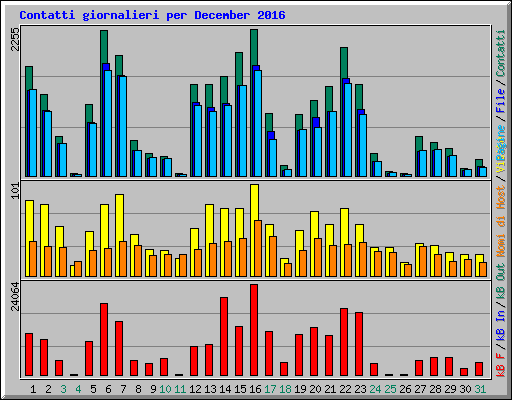 Contatti giornalieri per December 2016
2255
101
24064
kB F / kB In / kB Out Nomi di Host / Visite Pagine / File / Contatti
1 2 3 4 5 6 7 8 9 10 11 12 13 14 15 16 17 18 19 20 21 22 23 24 25 26 27 28 29 30 31